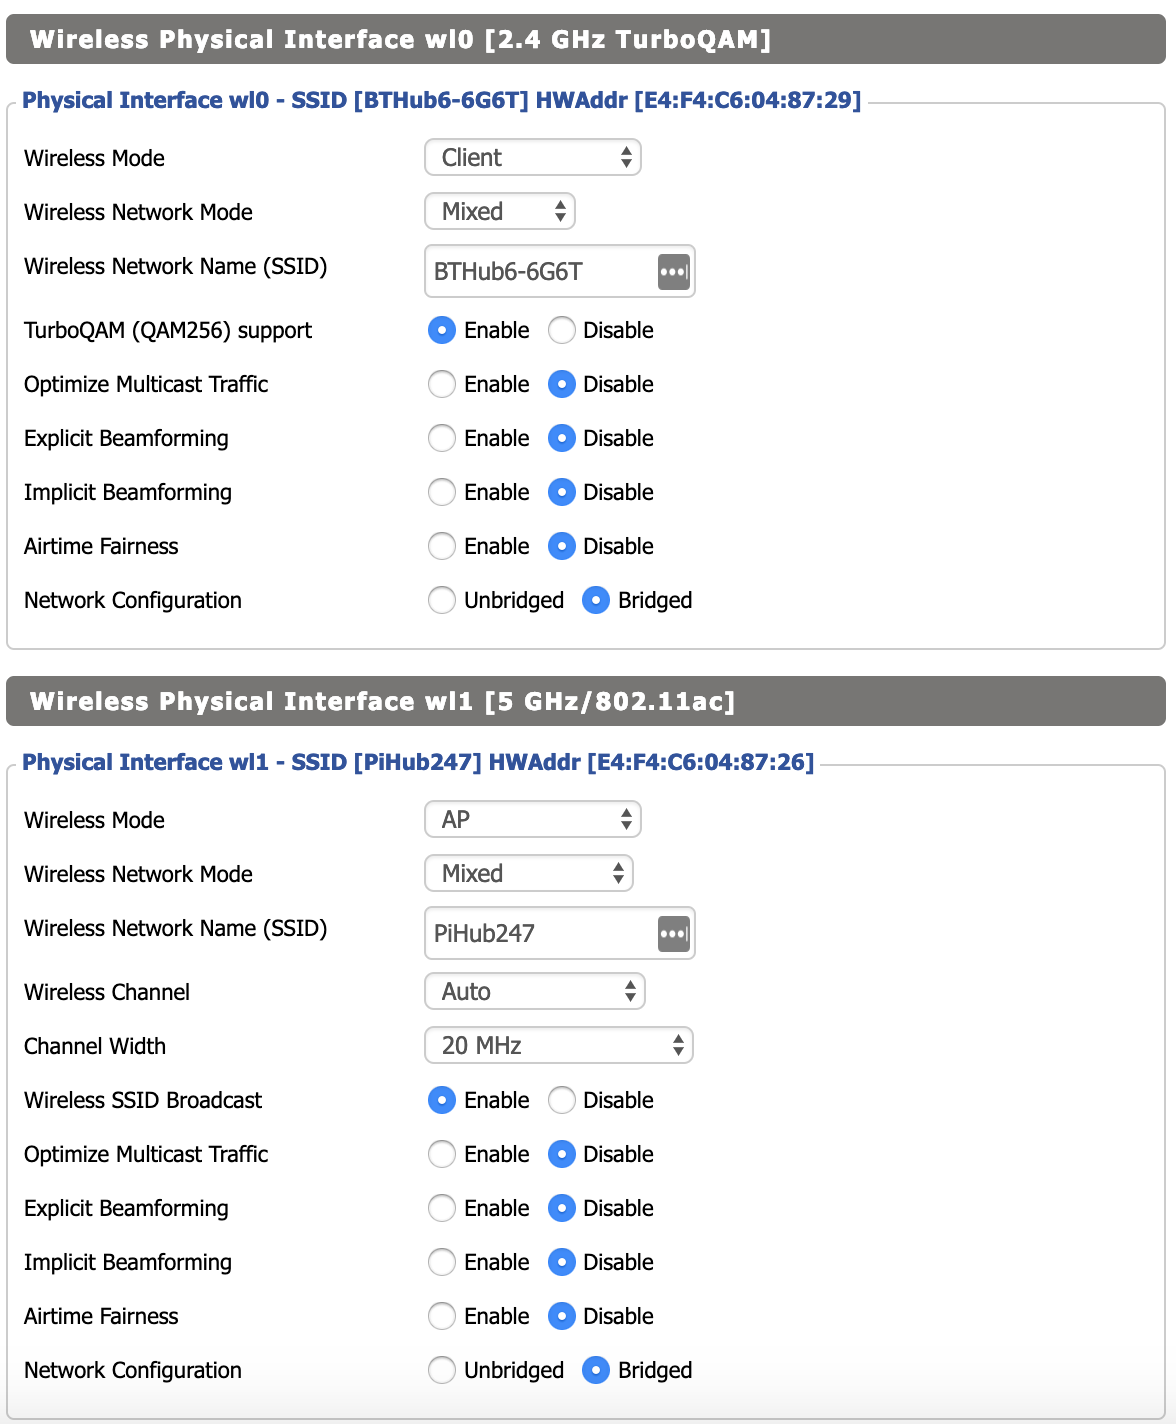 Wireless Physical Interface wl0 [2.4 GHz TurboQAM]
Physical Interface wl0 - SSID [BTHub6-6G6T] HWAddr [E4:F4:C6:04:87:29]
Wireless Mode Client
Wireless Network Mode Mixed
Wireless Network Name (SSID) BTHub6-6G6T
TurboQAM (QAM256) support Enable Disable
Optimize Multicast Traffic Enable Disable
Explicit Beamforming Enable Disable
Implicit Beamforming Enable Disable
Airtime Fairness Enable Disable
Network Configuration Unbridged Bridged
Wireless Physical Interface wl1 [5 GHz/802.11ac]
Physical Interface wl1 - SSID [PiHub247] HWAddr [E4:F4:C6:04:87:26]
Wireless Mode AP
Wireless Network Mode Mixed
Wireless Network Name (SSID) PiHub247
Wireless Channel Auto
Channel Width 20 MHz
Wireless SSID Broadcast Enable Disable
Optimize Multicast Traffic Enable Disable
Explicit Beamforming Enable Disable
Implicit Beamforming Enable Disable
Airtime Fairness Enable Disable
Network Configuration Unbridged Bridged